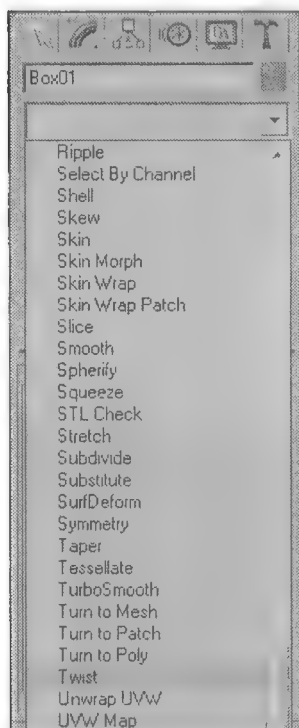 Box01
Ripple
Select By Channel
Shell
Skew
Skin
Skin Morph
Skin Wrap
Skin Wrap Patch
Slice
Smooth
Spherify
Squeeze
STL Check
Stretch
Subdivide
Substitute
SurfDeform
Symmetry
Taper
Tessellate
TurboSmooth
Turn to Mesh
Turn to Patch
Turn to Poly
Twist
Unwrap UVW
UVW Map